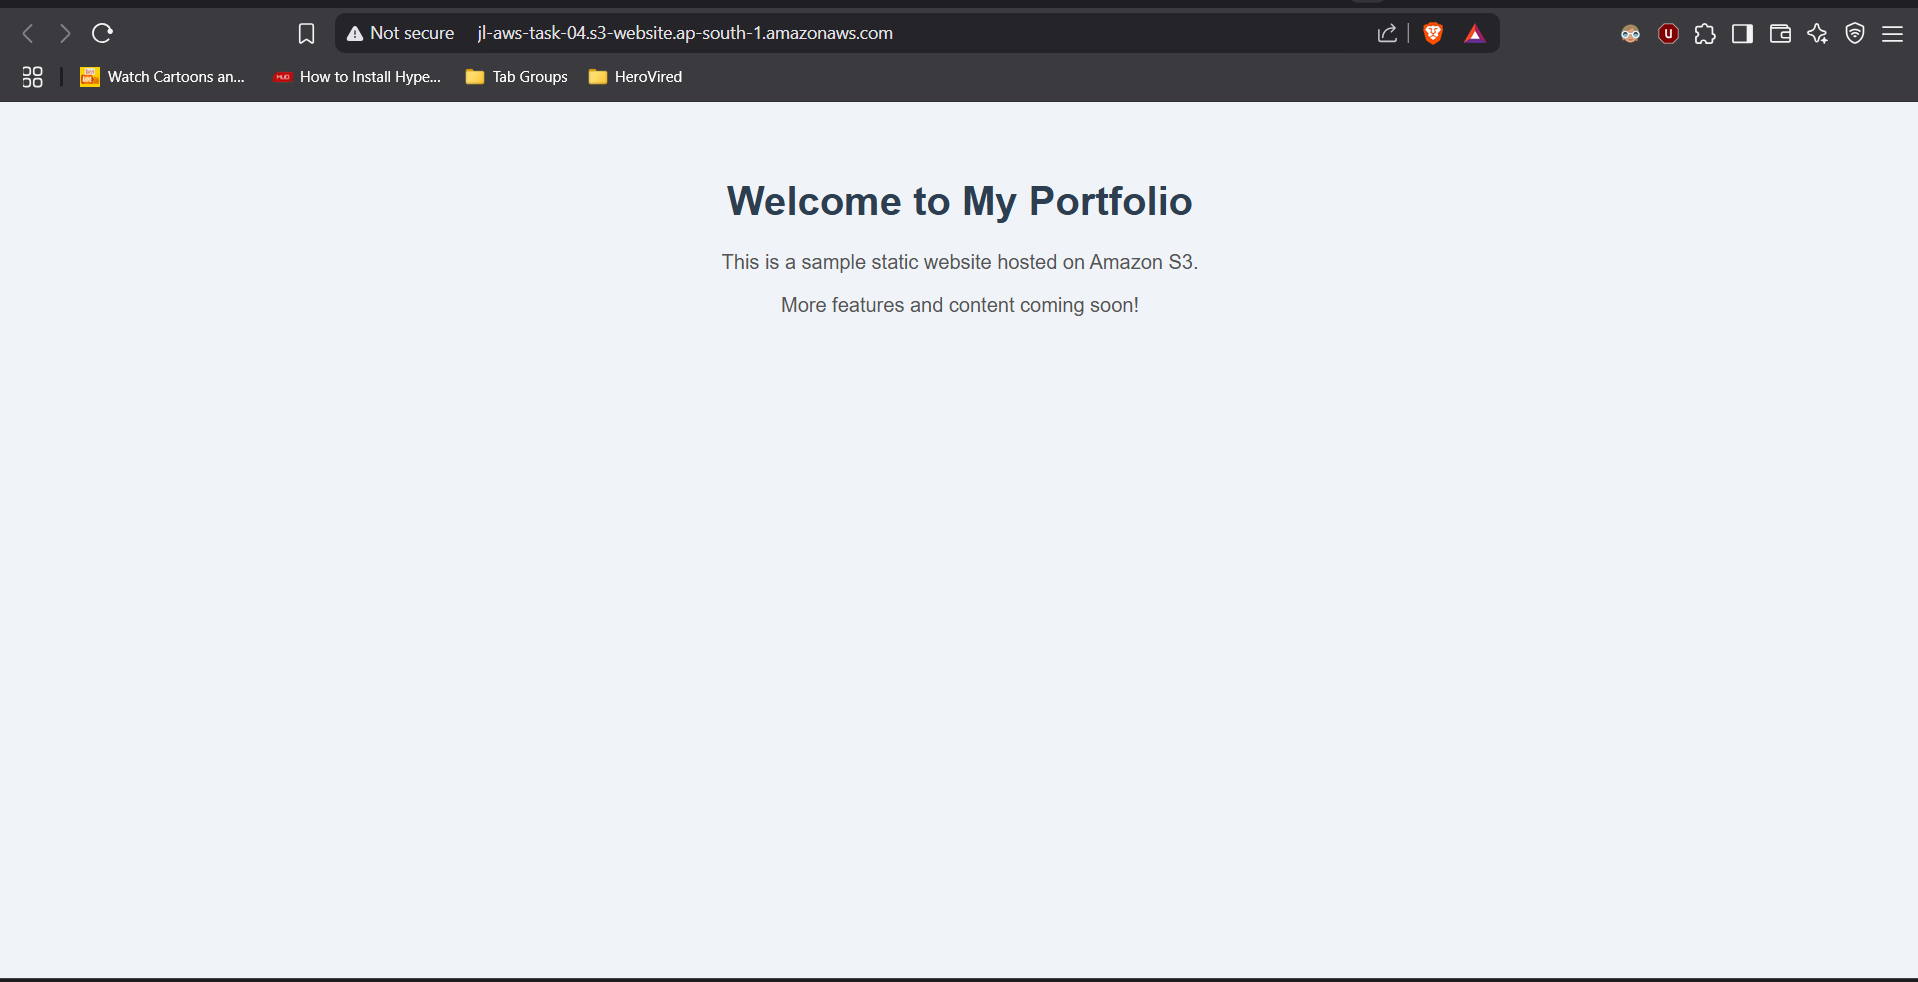 Not secure jl-aws-task-04.s3-website.ap-south-1.amazonaws.com
Watch Cartoons an... How to Install Hype... Tab Groups HeroVired
Welcome to My Portfolio
This is a sample static website hosted on Amazon S3.
More features and content coming soon!